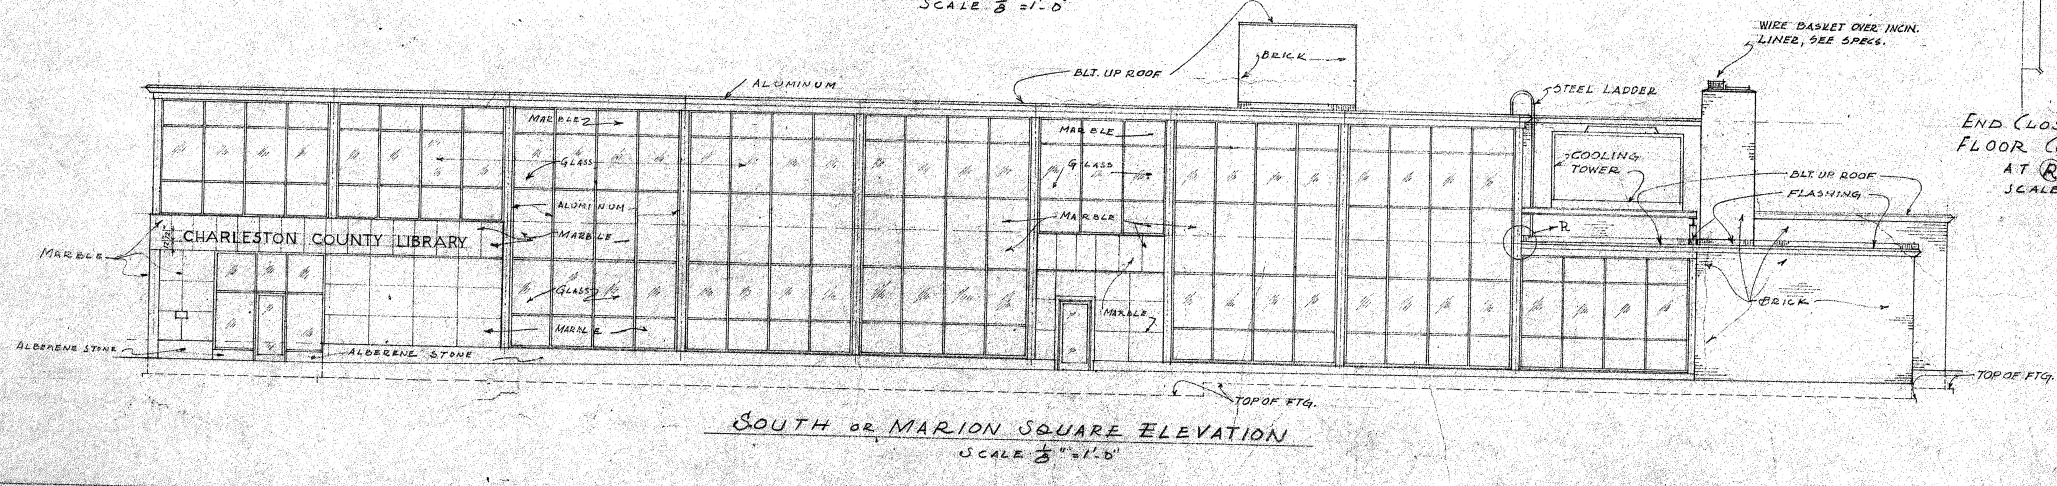 SCALE 1/8" = 1'-0"
WIRE BASKET OVER INCIN.
LINER, SEE SPECS.
BRICK
BLT. UP ROOF
ALUMINUM
STEEL LADDER
MARBLE
MARBLE
END CLOS
FLOOR C
AT R
SCALE
GLASS
GLASS
COOLING
TOWER
BLT. UP ROOF
FLASHING
ALUMINUM
MARBLE
R
CHARLESTON COUNTY LIBRARY
MARBLE
MARBLE
GLASS
BRICK
MARBLE
MARBLE
ALBERENE STONE
ALBERENE STONE
TOP OF FTG.
TOP OF FTG.
SOUTH OR MARION SQUARE ELEVATION
SCALE 1/8" = 1'-0"